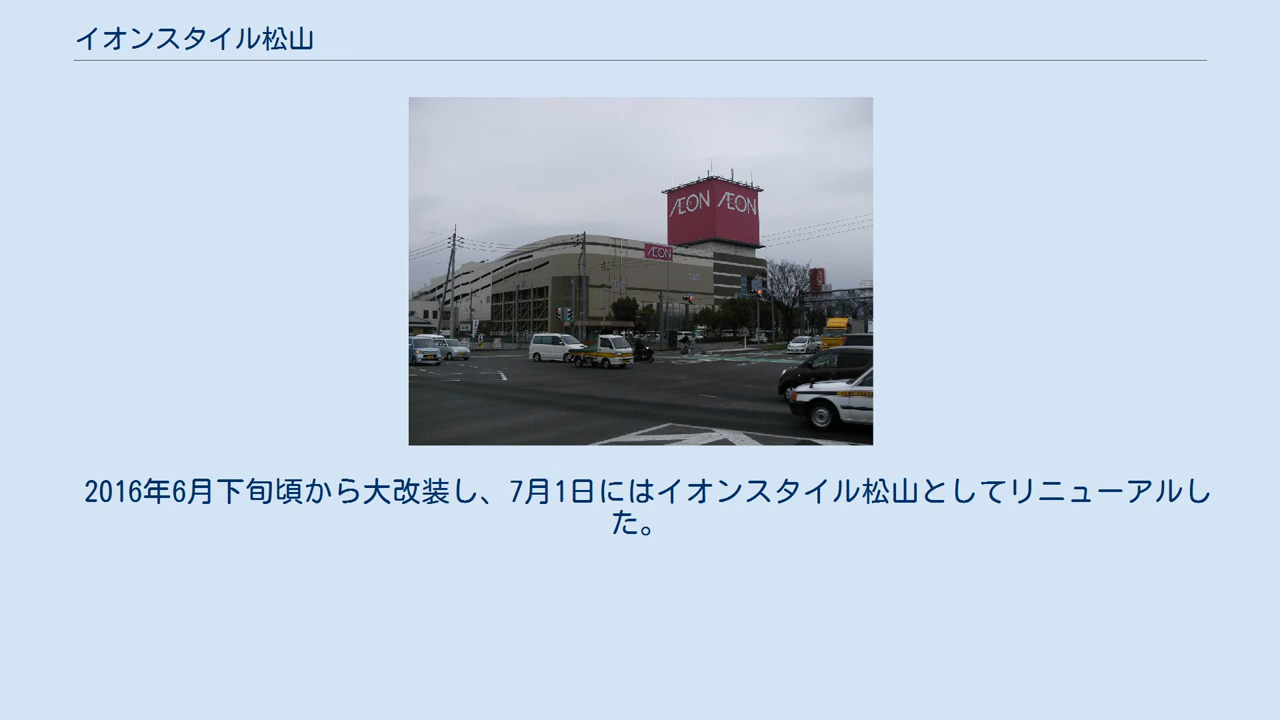 イオンスタイル松山
ÆON ÆON
ÆON
2016年6月下旬頃から大改装し、7月1日にはイオンスタイル松山としてリニューアルし
た。